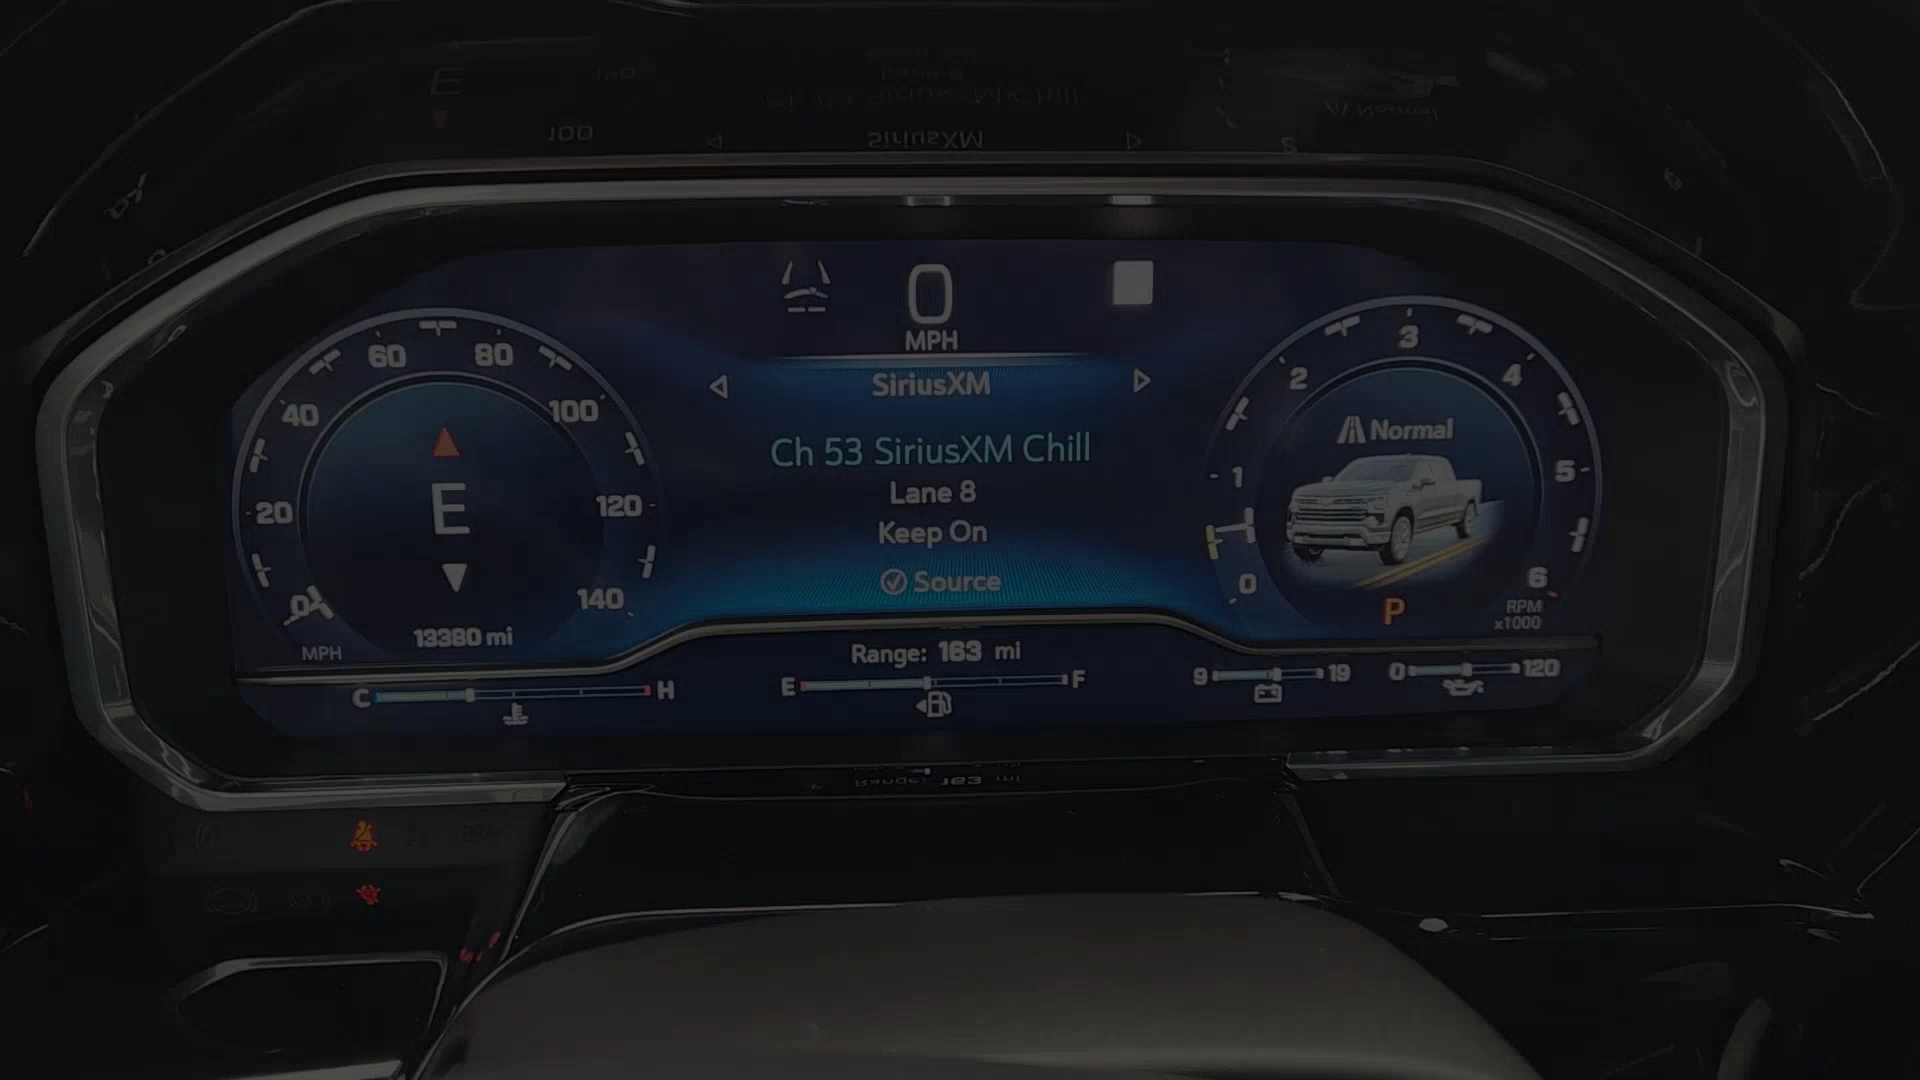 0
MPH
SiriusXM
Ch 53 SiriusXM Chill
Lane 8
Keep On
Source
0
20
40
60
80
100
120
140
E
13380 mi
MPH
0
1
2
3
4
5
6
Normal
P
RPM
x1000
Range: 163 mi
C H
E F
9 19
0 120